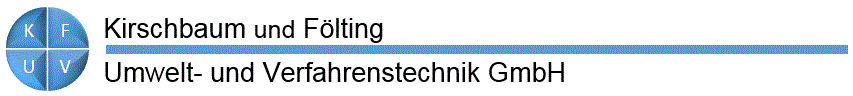 K F
U V
Kirschbaum und Fölting
Umwelt- und Verfahrenstechnik GmbH